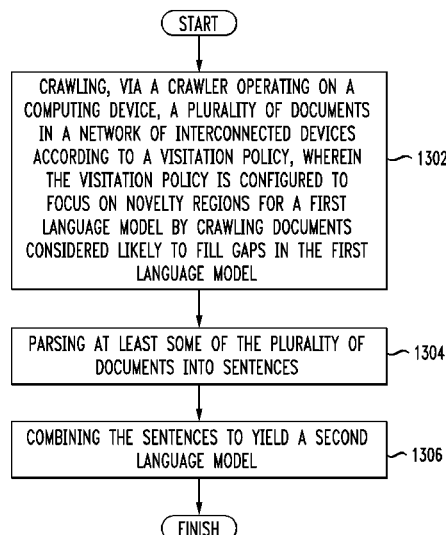 START
CRAWLING, VIA A CRAWLER OPERATING ON A
COMPUTING DEVICE, A PLURALITY OF DOCUMENTS
IN A NETWORK OF INTERCONNECTED DEVICES
ACCORDING TO A VISITATION POLICY, WHEREIN
THE VISITATION POLICY IS CONFIGURED TO
FOCUS ON NOVELTY REGIONS FOR A FIRST
LANGUAGE MODEL BY CRAWLING DOCUMENTS
CONSIDERED LIKELY TO FILL GAPS IN THE FIRST
LANGUAGE MODEL
1302
PARSING AT LEAST SOME OF THE PLURALITY OF
DOCUMENTS INTO SENTENCES
1304
COMBINING THE SENTENCES TO YIELD A SECOND
LANGUAGE MODEL
1306
FINISH